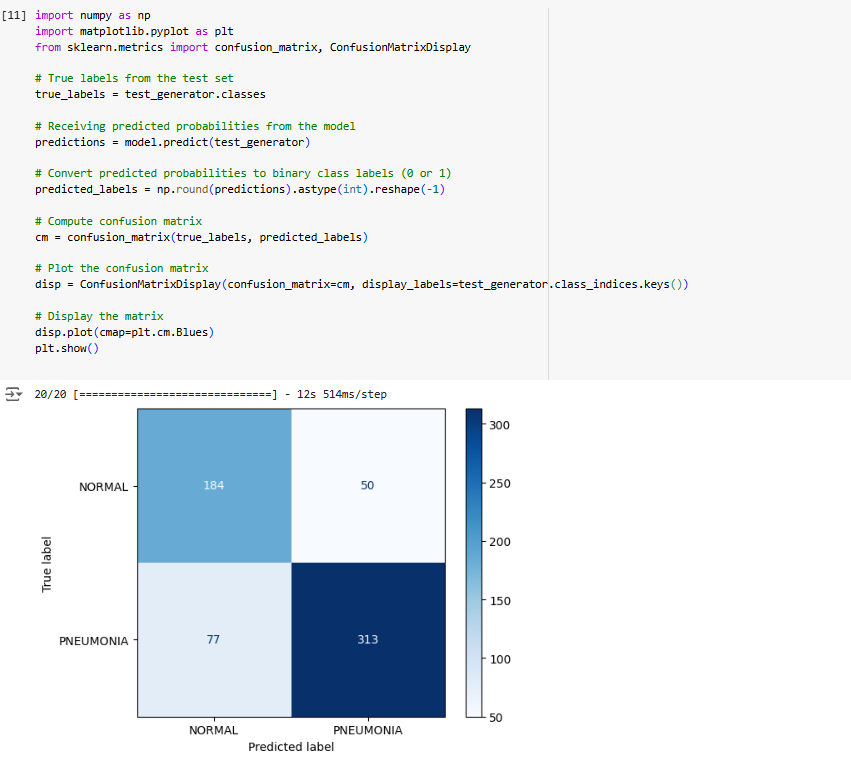 [11] import numpy as np
import matplotlib.pyplot as plt
from sklearn.metrics import confusion_matrix, ConfusionMatrixDisplay
# True labels from the test set
true_labels = test_generator.classes
# Receiving predicted probabilities from the model
predictions = model.predict(test_generator)
# Convert predicted probabilities to binary class labels (0 or 1)
predicted_labels = np.round(predictions).astype(int).reshape(-1)
# Compute confusion matrix
cm = confusion_matrix(true_labels, predicted_labels)
# Plot the confusion matrix
disp = ConfusionMatrixDisplay(confusion_matrix=cm, display_labels=test_generator.class_indices.keys())
# Display the matrix
disp.plot(cmap=plt.cm.Blues)
plt.show()
20/20 [==============================] - 12s 514ms/step
NORMAL
184
50
PNEUMONIA
77
313
True label
NORMAL
PNEUMONIA
Predicted label
300
250
200
150
100
50